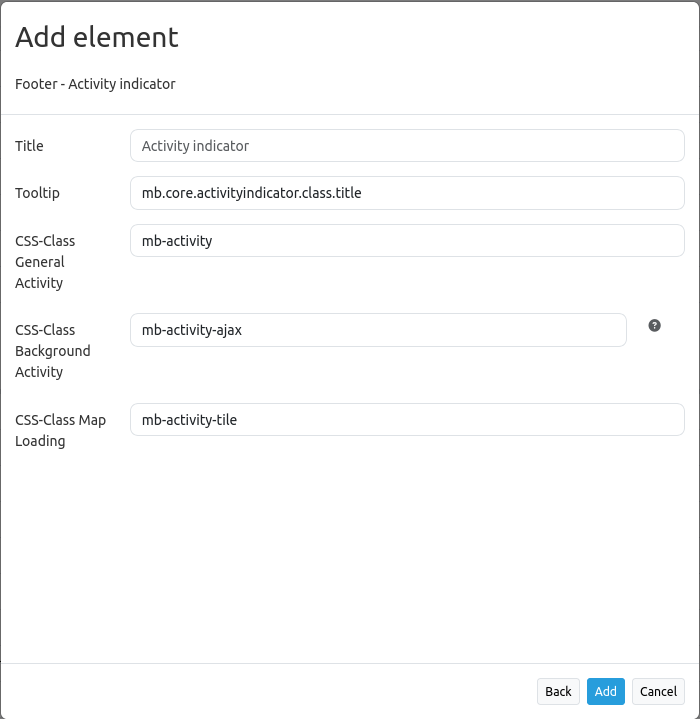 Add element
Footer - Activity indicator
Title
Activity indicator
Tooltip
mb.core.activityindicator.class.title
CSS-Class
General
Activity
mb-activity
CSS-Class
Background
Activity
mb-activity-ajax
?
CSS-Class Map
Loading
mb-activity-tile
Back
Add
Cancel